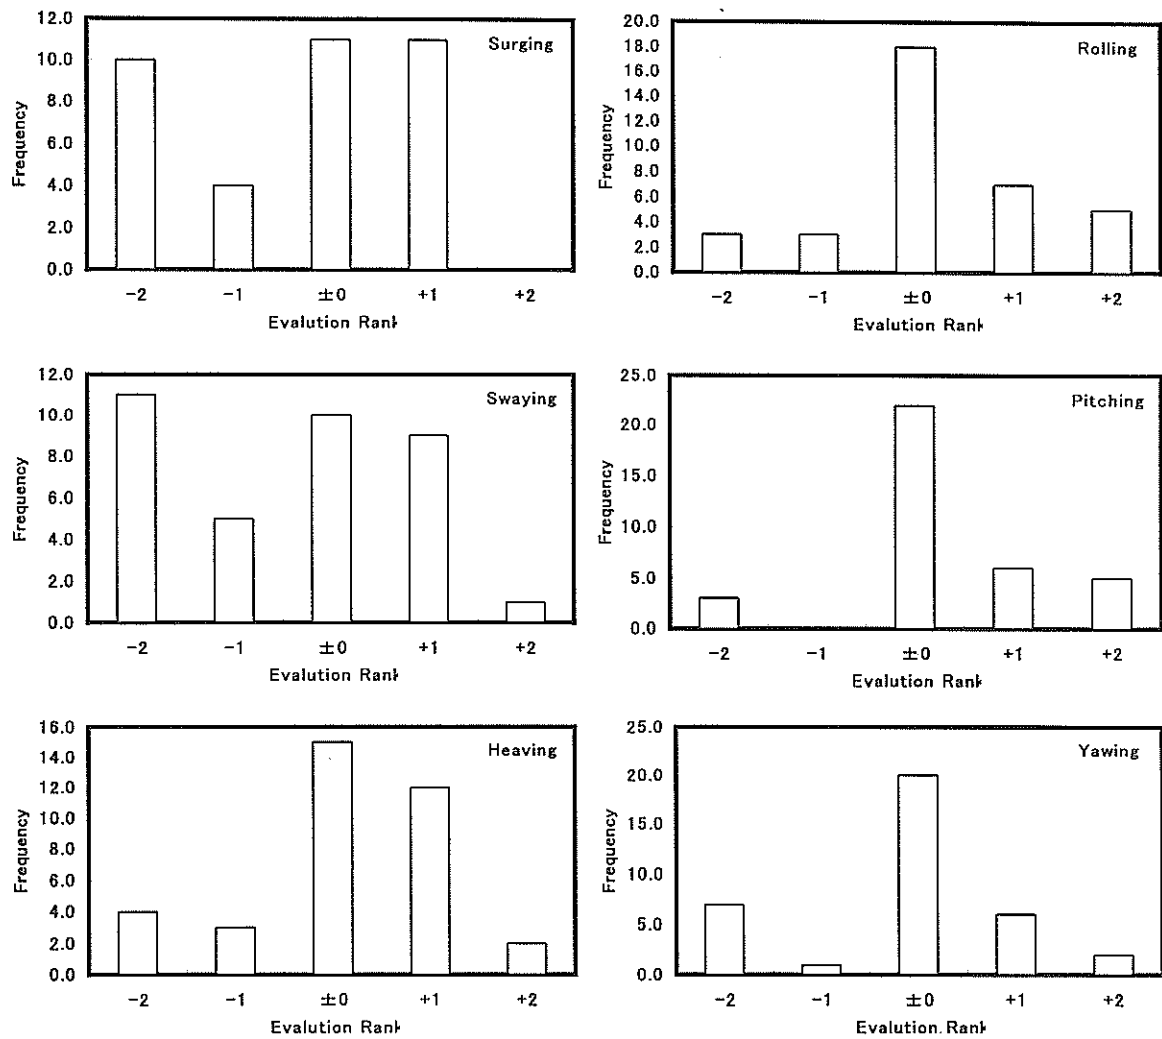 Surging
Frequency
12.0
10.0
8.0
6.0
4.0
2.0
0.0
-2 -1 ±0 +1 +2
Evalution Rank
Rolling
Frequency
20.0
18.0
16.0
14.0
12.0
10.0
8.0
6.0
4.0
2.0
0.0
-2 -1 ±0 +1 +2
Evalution Rank
Swaying
Frequency
12.0
10.0
8.0
6.0
4.0
2.0
0.0
-2 -1 ±0 +1 +2
Evalution Rank
Pitching
Frequency
25.0
20.0
15.0
10.0
5.0
0.0
-2 -1 ±0 +1 +2
Evalution Rank
Heaving
Frequency
16.0
14.0
12.0
10.0
8.0
6.0
4.0
2.0
0.0
-2 -1 ±0 +1 +2
Evalution Rank
Yawing
Frequency
25.0
20.0
15.0
10.0
5.0
0.0
-2 -1 ±0 +1 +2
Evalution. Rank